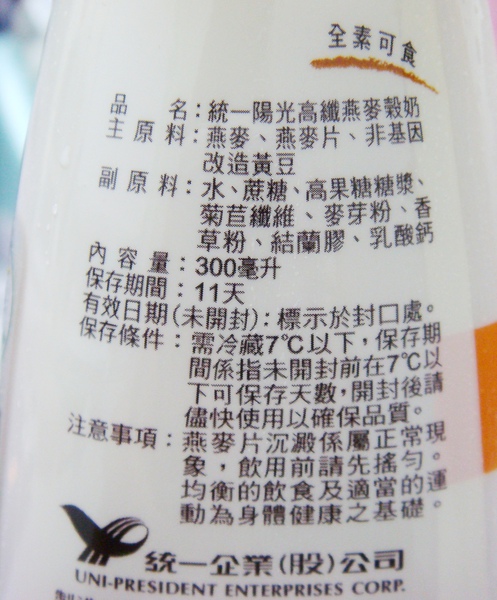 全素可食
品名：統一陽光高纖燕麥穀奶
主原料：燕麥、燕麥片、非基因
改造黃豆
副原料：水、蔗糖、高果糖糖漿、
菊苣纖維、麥芽粉、香
草粉、結蘭膠、乳酸鈣
內容量：300毫升
保存期間：11天
有效日期(未開封)：標示於封口處。
保存條件：需冷藏7℃以下，保存期
間係指未開封前在7℃以
下可保存天數，開封後請
儘快使用以確保品質。
注意事項：燕麥片沉澱係屬正常現
象，飲用前請先搖勻。
均衡的飲食及適當的運
動為身體健康之基礎。
統一企業(股)公司
UNI-PRESIDENT ENTERPRISES CORP.